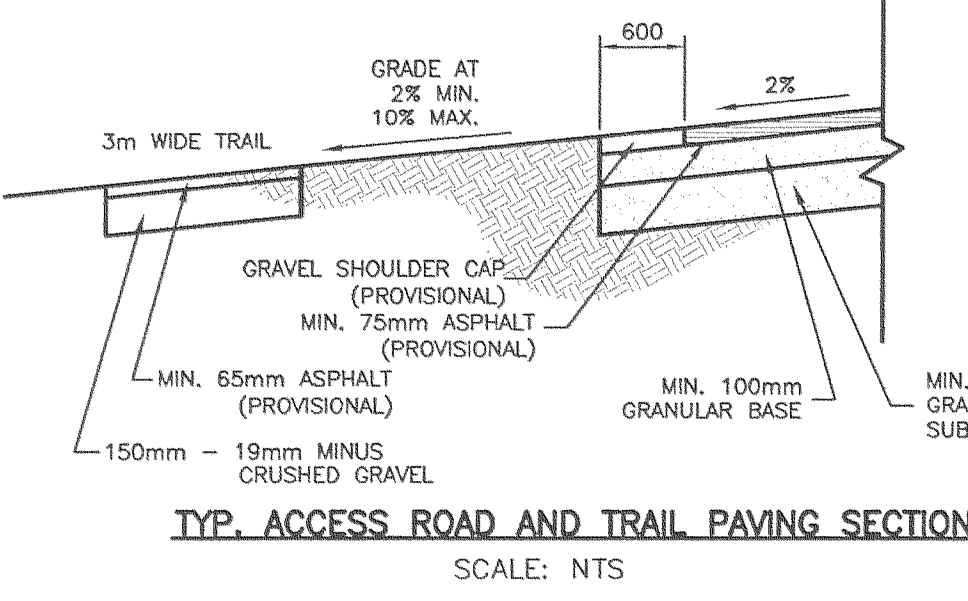 600
GRADE AT
2% MIN.
10% MAX.
2%
3m WIDE TRAIL
GRAVEL SHOULDER CAP
(PROVISIONAL)
MIN. 75mm ASPHALT
(PROVISIONAL)
MIN. 65mm ASPHALT
(PROVISIONAL)
MIN. 100mm
GRANULAR BASE
MIN.
GRA
SUB
150mm - 19mm MINUS
CRUSHED GRAVEL
TYP. ACCESS ROAD AND TRAIL PAVING SECTION
SCALE: NTS